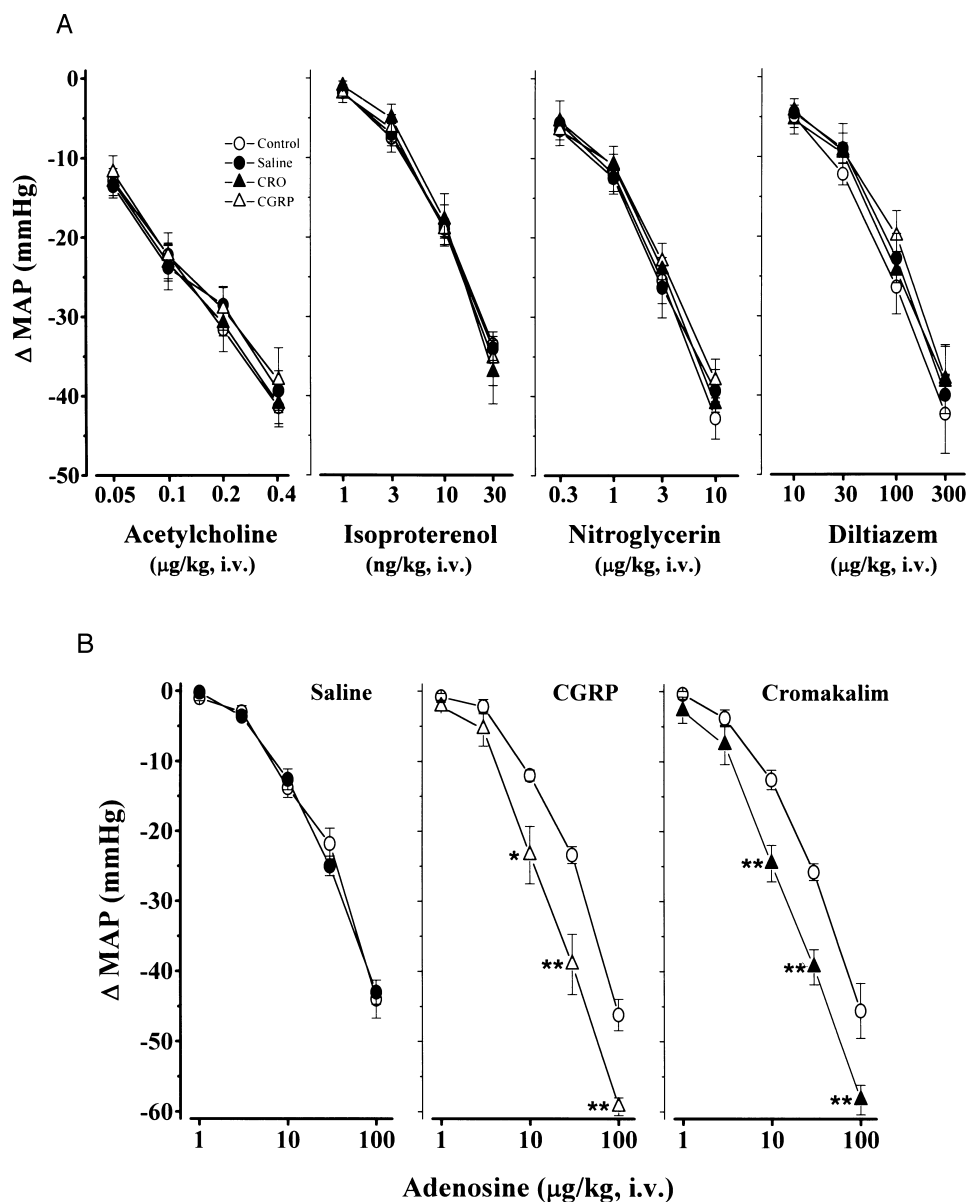 A
Δ MAP (mmHg)
0
-10
-20
-30
-40
-50
Control
Saline
CRO
CGRP
0.05 0.1 0.2 0.4
1 3 10 30
0.3 1 3 10
10 30 100 300
Acetylcholine Isoproterenol Nitroglycerin Diltiazem
(μg/kg, i.v.) (ng/kg, i.v.) (μg/kg, i.v.) (μg/kg, i.v.)
B
Saline CGRP Cromakalim
Δ MAP (mmHg)
0
-10
-20
-30
-40
-50
-60
*
**
**
**
**
**
1 10 100
1 10 100
1 10 100
Adenosine (μg/kg, i.v.)